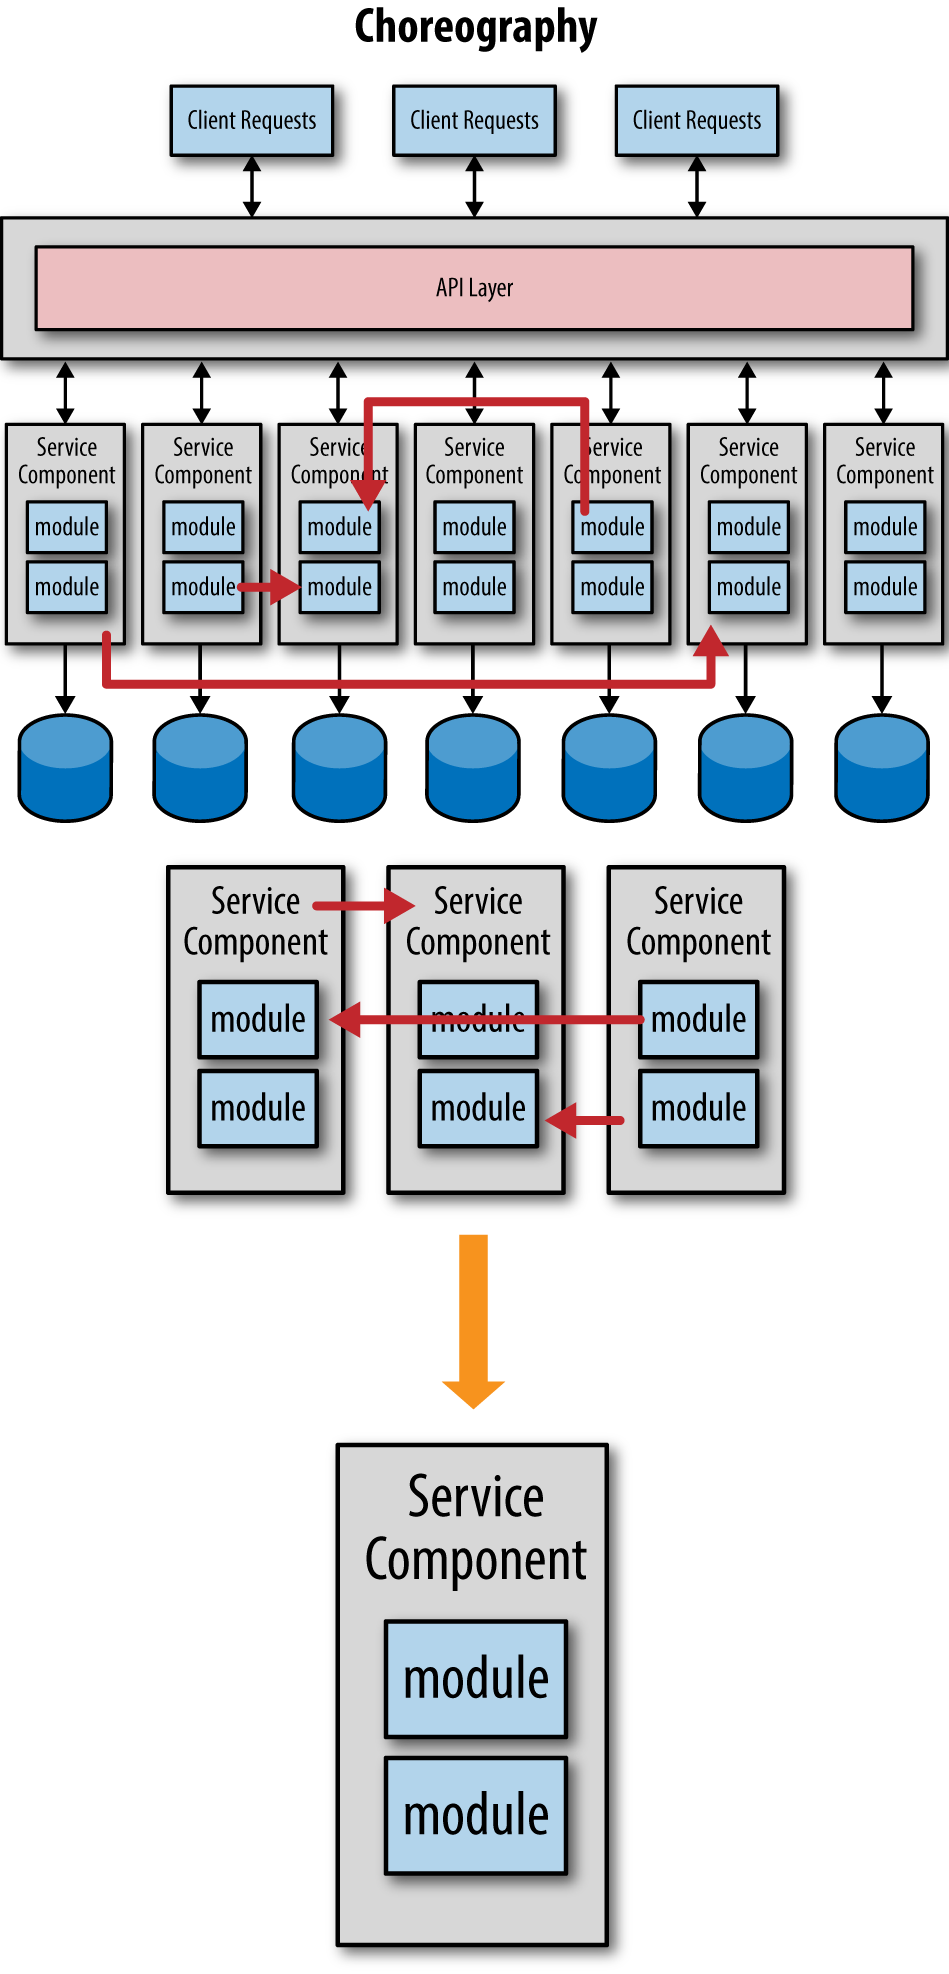 Choreography
Client Requests
Client Requests
Client Requests
API Layer
Service
Component
module
module
Service
Component
module
module
Service
Component
module
module
Service
Component
module
module
Service
Component
module
module
Service
Component
module
module
Service
Component
module
module
Service
Component
module
module
Service
Component
module
module
Service
Component
module
module
Service
Component
module
module